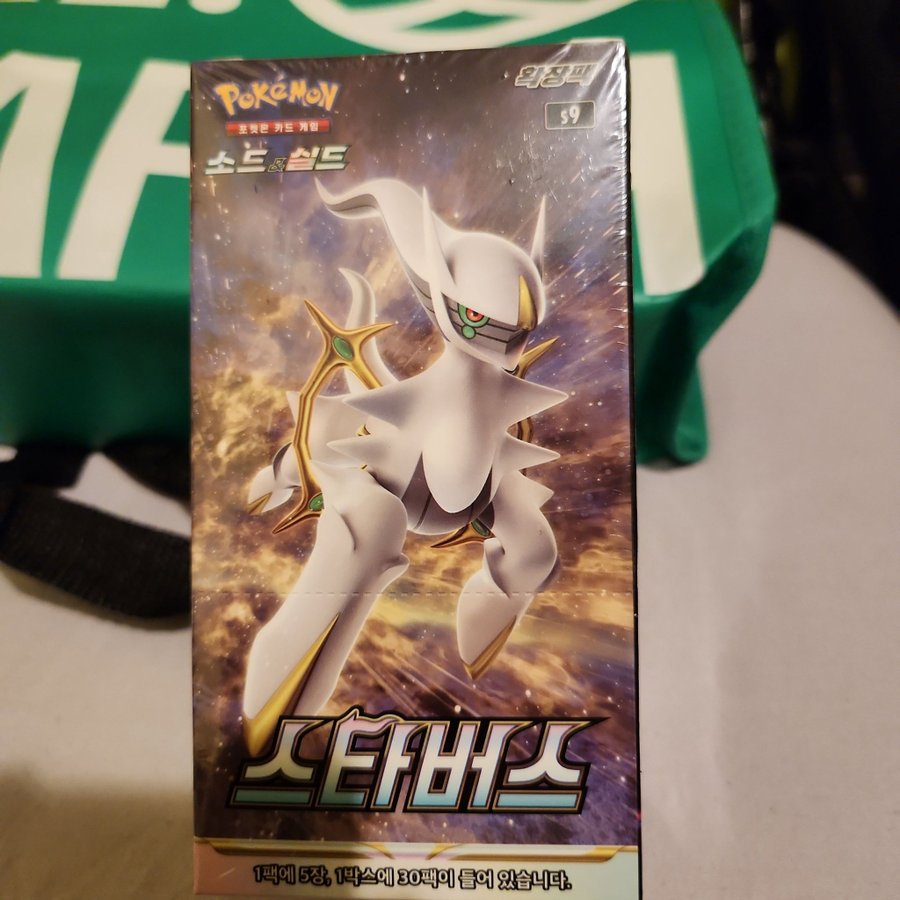 POKéMON
포켓몬 카드 게임
소드&실드
확장팩
s9
스타버스
1팩에 5장, 1박스에 30팩이 들어 있습니다.